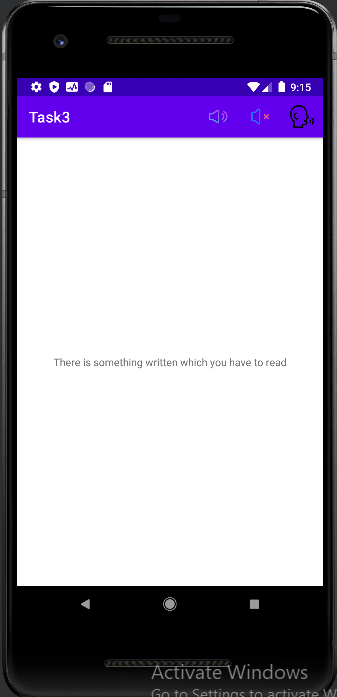 9:15
Task3
There is something written which you have to read
Activate Windows
Go to Settings to activate W